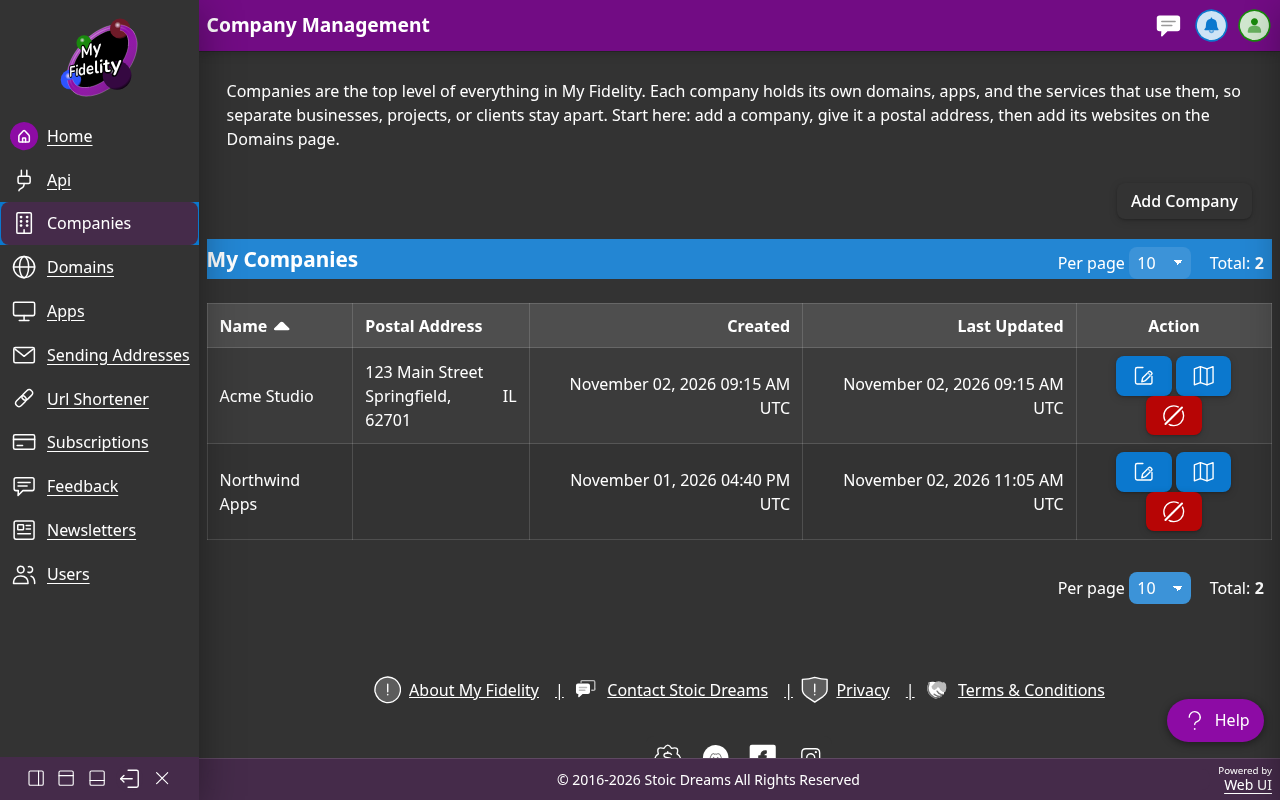 My
Fidelity
Company Management
Home
Api
Companies
Domains
Apps
Sending Addresses
Url Shortener
Subscriptions
Feedback
Newsletters
Users
Companies are the top level of everything in My Fidelity. Each company holds its own domains, apps, and the services that use them, so
separate businesses, projects, or clients stay apart. Start here: add a company, give it a postal address, then add its websites on the
Domains page.
Add Company
My Companies
Per page 10 Total: 2
Name Postal Address Created Last Updated Action
Acme Studio
123 Main Street
Springfield, IL
62701
November 02, 2026 09:15 AM
UTC
November 02, 2026 09:15 AM
UTC
Northwind
Apps
November 01, 2026 04:40 PM
UTC
November 02, 2026 11:05 AM
UTC
Per page 10 Total: 2
About My Fidelity | Contact Stoic Dreams | Privacy | Terms & Conditions
Help
© 2016-2026 Stoic Dreams All Rights Reserved
Powered by
Web UI